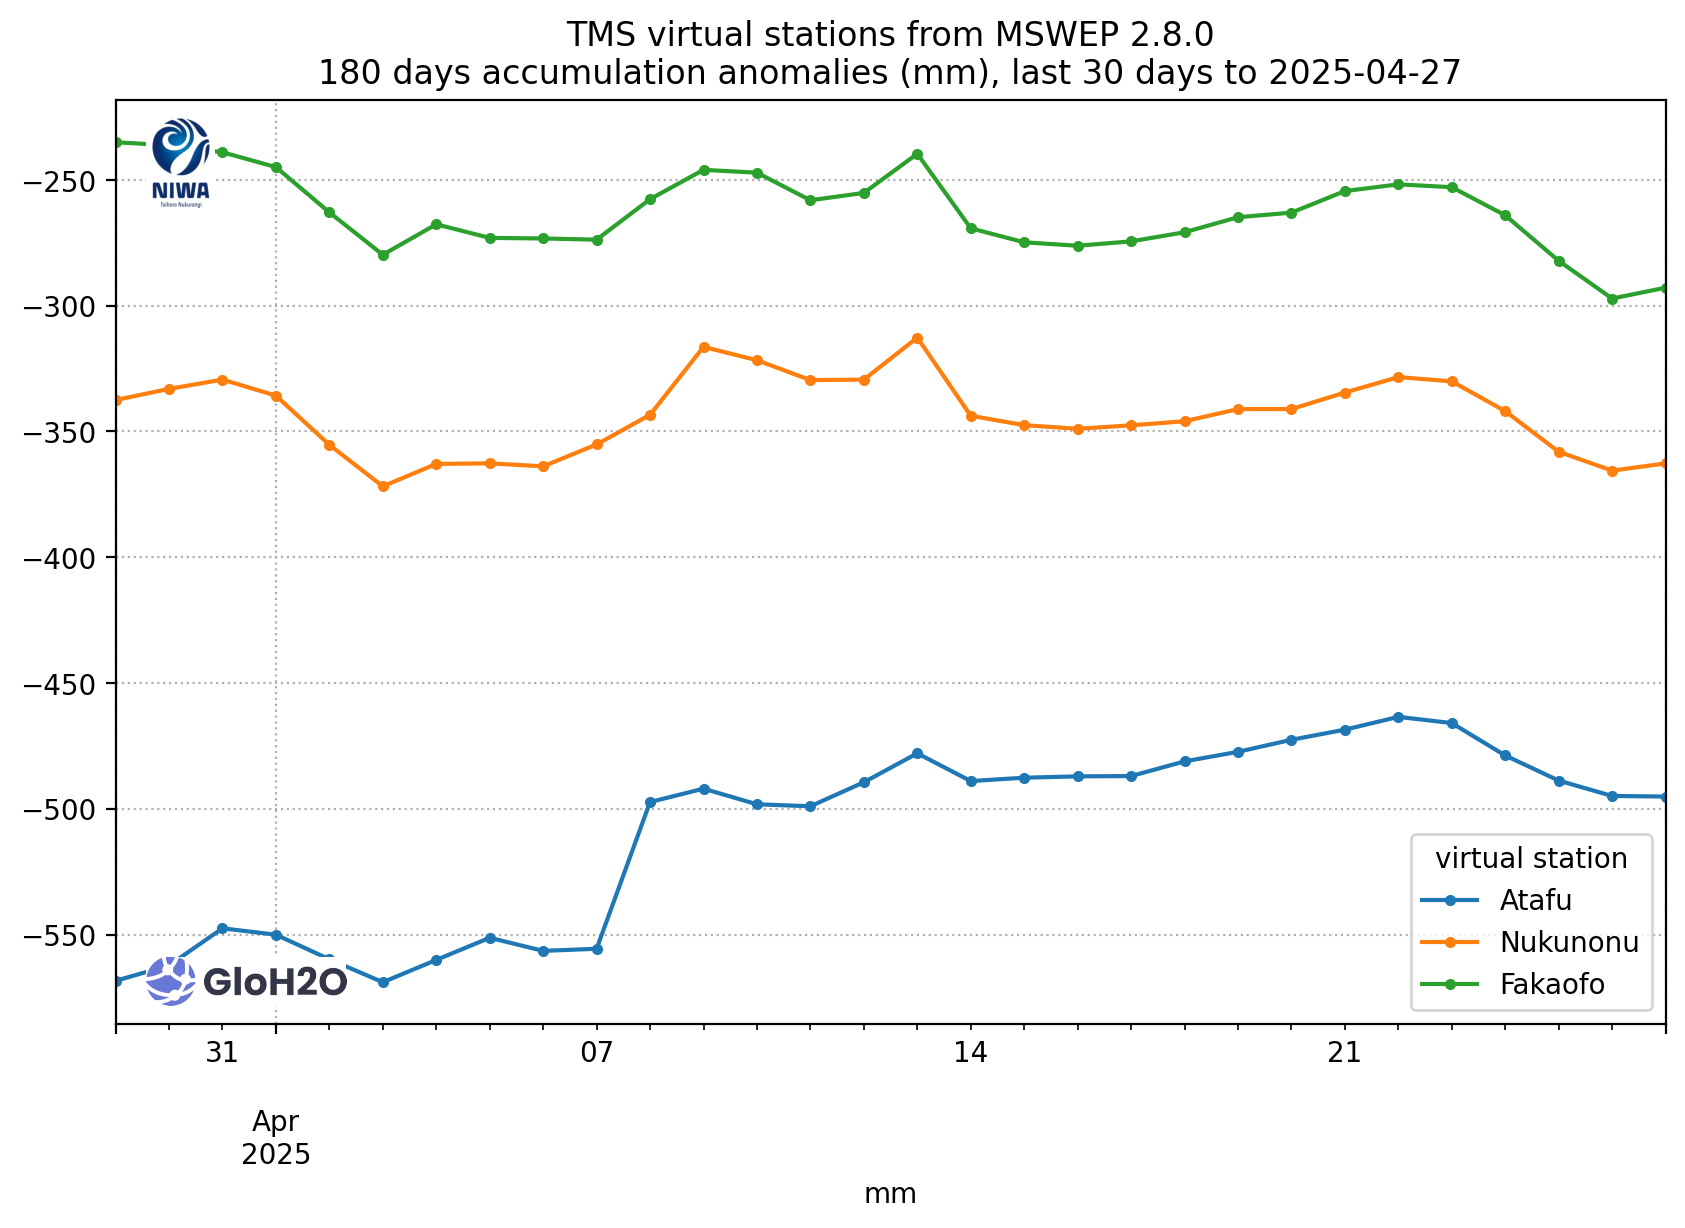 TMS virtual stations from MSWEP 2.8.0
180 days accumulation anomalies (mm), last 30 days to 2025-04-27
NIWA
Taihoro Nukurangi
−250
−300
−350
−400
−450
−500
−550
GloH2O
virtual station
Atafu
Nukunonu
Fakaofo
31
07
14
21
Apr
2025
mm